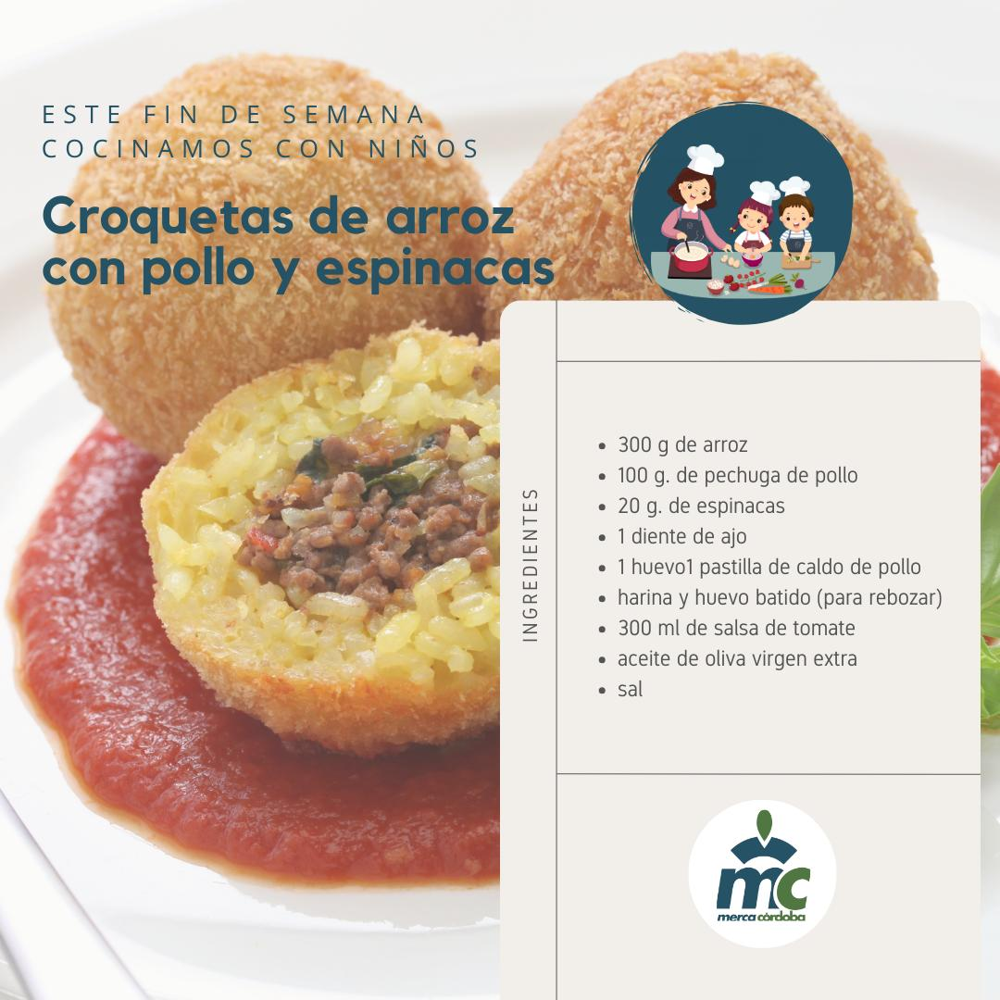 ESTE FIN DE SEMANA
COCINAMOS CON NIÑOS
Croquetas de arroz
con pollo y espinacas
INGREDIENTES
300 g de arroz
100 g. de pechuga de pollo
20 g. de espinacas
1 diente de ajo
1 huevo1 pastilla de caldo de pollo
harina y huevo batido (para rebozar)
300 ml de salsa de tomate
aceite de oliva virgen extra
sal
mc
mercacórdoba